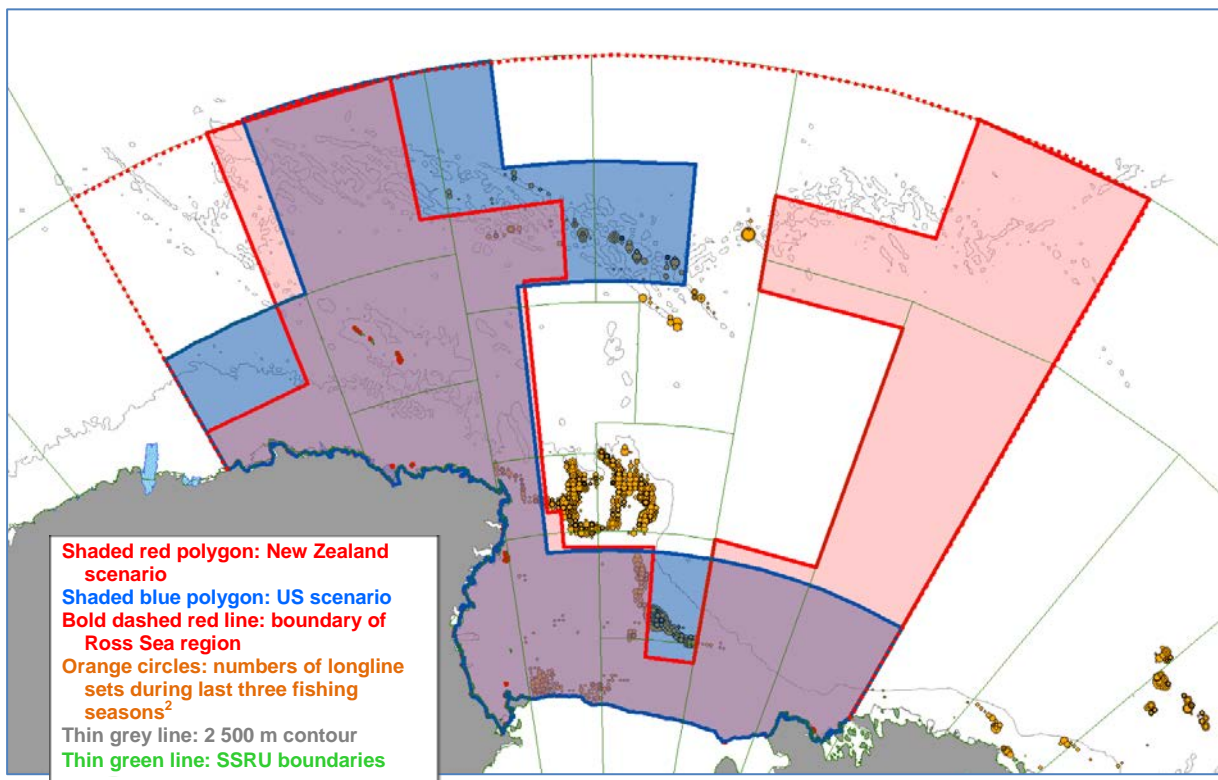 Shaded red polygon: New Zealand
scenario
Shaded blue polygon: US scenario
Bold dashed red line: boundary of
Ross Sea region
Orange circles: numbers of longline
sets during last three fishing
seasons²
Thin grey line: 2 500 m contour
Thin green line: SSRU boundaries